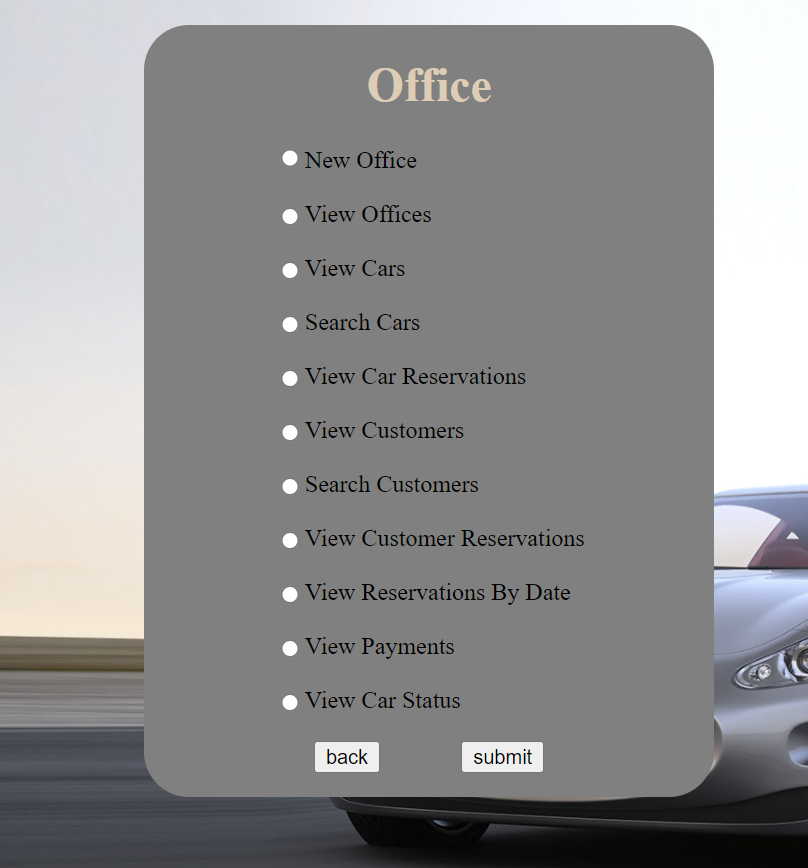 Office
New Office
View Offices
View Cars
Search Cars
View Car Reservations
View Customers
Search Customers
View Customer Reservations
View Reservations By Date
View Payments
View Car Status
back submit